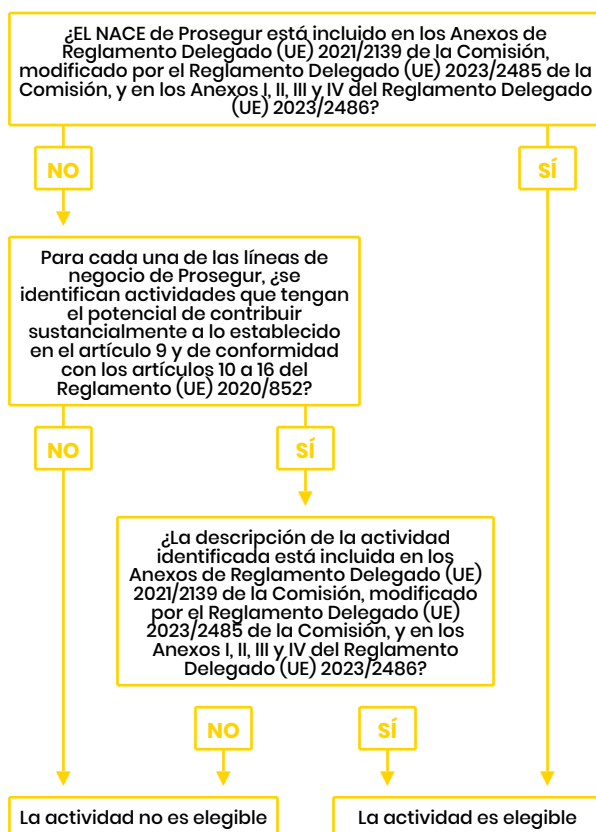 ¿EL NACE de Prosegur está incluido en los Anexos de
Reglamento Delegado (UE) 2021/2139 de la Comisión,
modificado por el Reglamento Delegado (UE) 2023/2485 de la
Comisión, y en los Anexos I, II, III y IV del Reglamento Delegado
(UE) 2023/2486?
NO
SÍ
Para cada una de las líneas de
negocio de Prosegur, ¿se
identifican actividades que tengan
el potencial de contribuir
sustancialmente a lo establecido
en el artículo 9 y de conformidad
con los artículos 10 a 16 del
Reglamento (UE) 2020/852?
NO
SÍ
¿La descripción de la actividad
identificada está incluida en los
Anexos de Reglamento Delegado (UE)
2021/2139 de la Comisión, modificado
por el Reglamento Delegado (UE)
2023/2485 de la Comisión, y en los
Anexos I, II, III y IV del Reglamento
Delegado (UE) 2023/2486?
NO
SÍ
La actividad no es elegible
La actividad es elegible